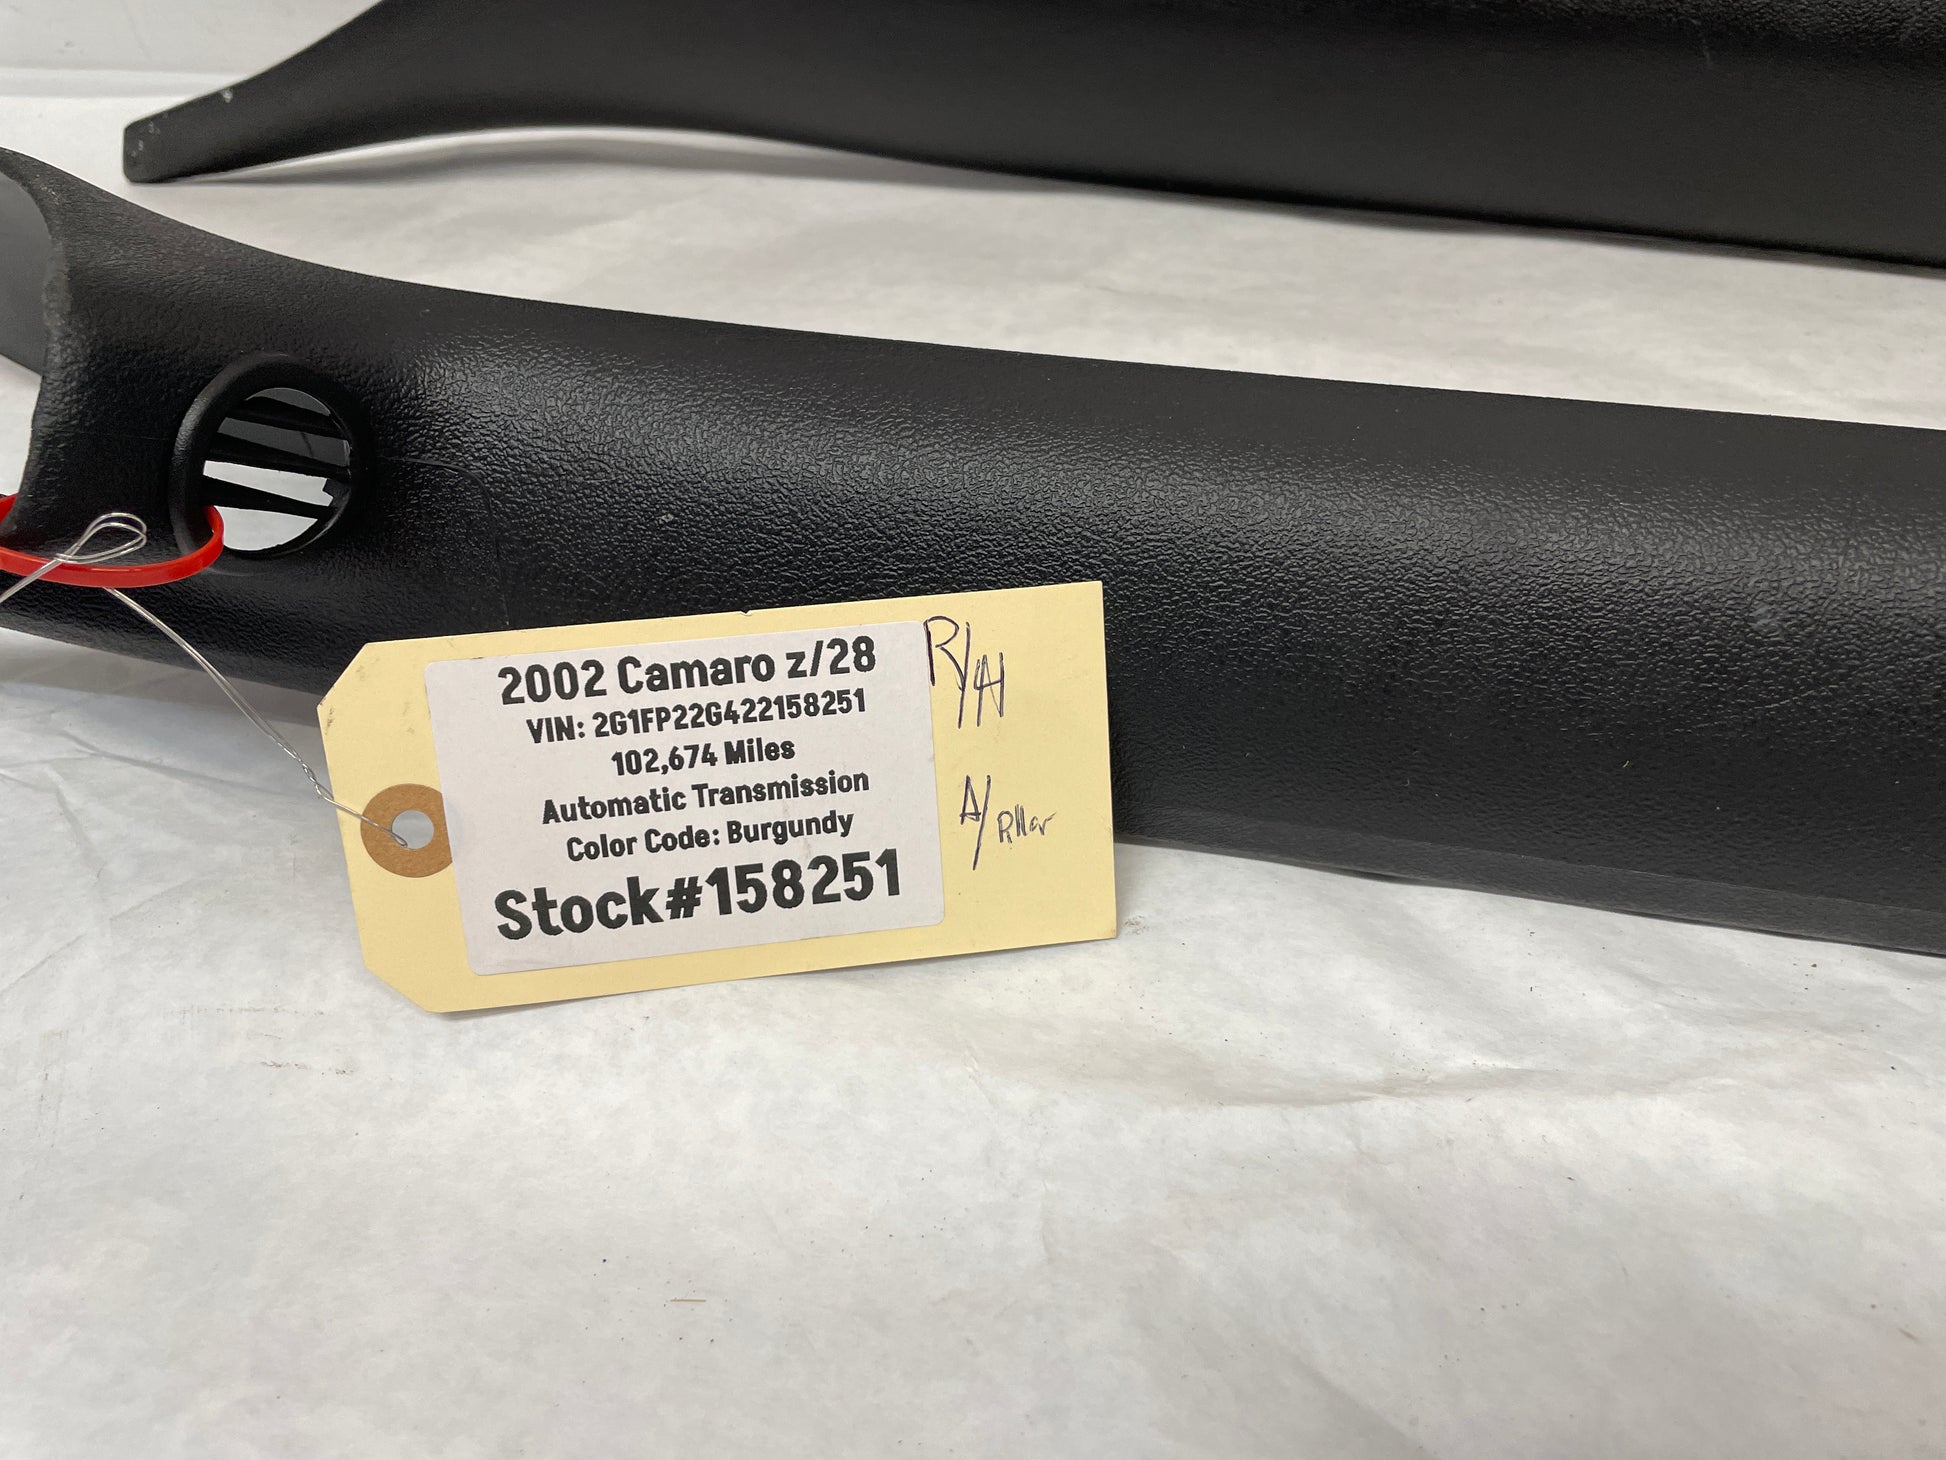 2002 Camaro z/28
VIN: 2G1FP22G422158251
102,674 Miles
Automatic Transmission
Color Code: Burgundy
Stock#158251
R/H
A/Pillar